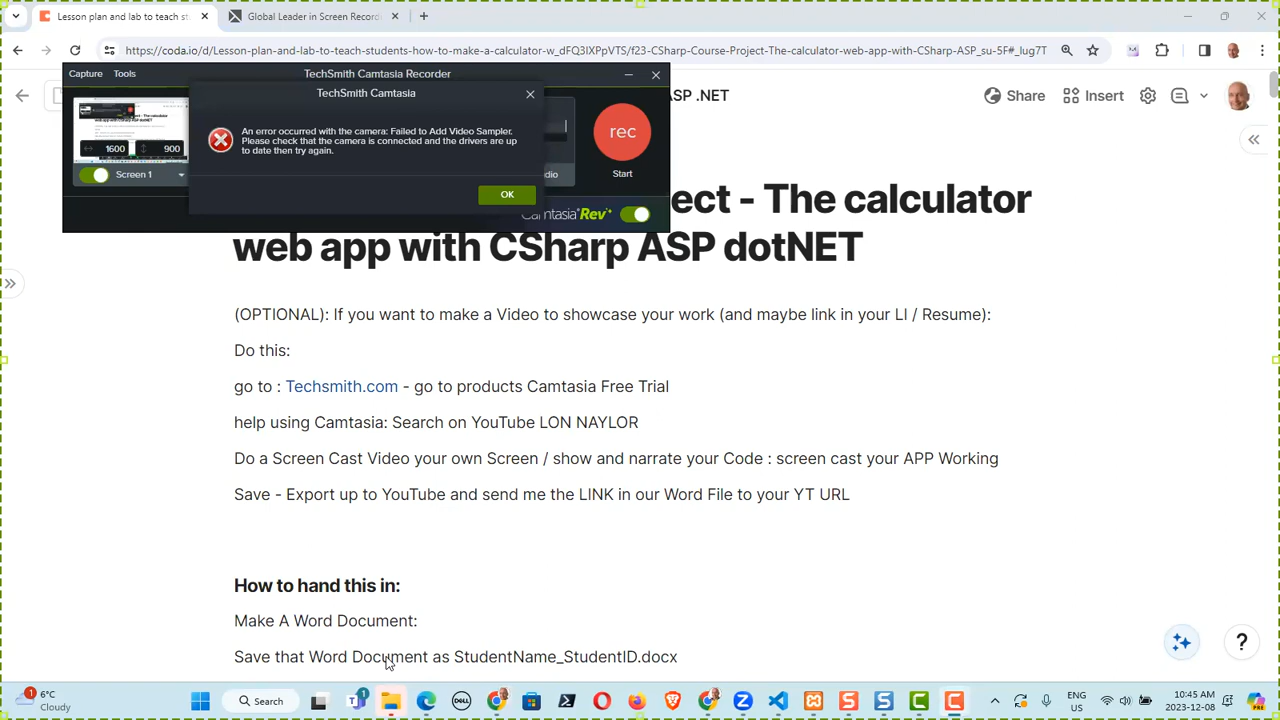 Lesson plan and lab to teach st
Global Leader in Screen Record
https://coda.io/d/Lesson-plan-and-lab-to-teach-students-how-to-make-a-calculator-w_dFQ3IXPpVTS/f23-CSharp-Course-Project-The-calculator-web-app-with-CSharp-ASP_su-5F#_lug7T
Capture Tools TechSmith Camtasia Recorder
TechSmith Camtasia
ASP .NET
Share Insert
An error occurred with the camera: Failed to Add Video Sampler.
Please check that the camera is connected and the drivers are up
to date then try again.
rec
1600 900
Screen 1
dio
Start
OK
Camtasia Rev
ect - The calculator
web app with CSharp ASP dotNET
(OPTIONAL): If you want to make a Video to showcase your work (and maybe link in your LI / Resume):
Do this:
go to : Techsmith.com - go to products Camtasia Free Trial
help using Camtasia: Search on YouTube LON NAYLOR
Do a Screen Cast Video your own Screen / show and narrate your Code : screen cast your APP Working
Save - Export up to YouTube and send me the LINK in our Word File to your YT URL
How to hand this in:
Make A Word Document:
Save that Word Document as StudentName_StudentID.docx
1
6°C
Cloudy
Search
1
DELL
ENG
US
10:45 AM
2023-12-08